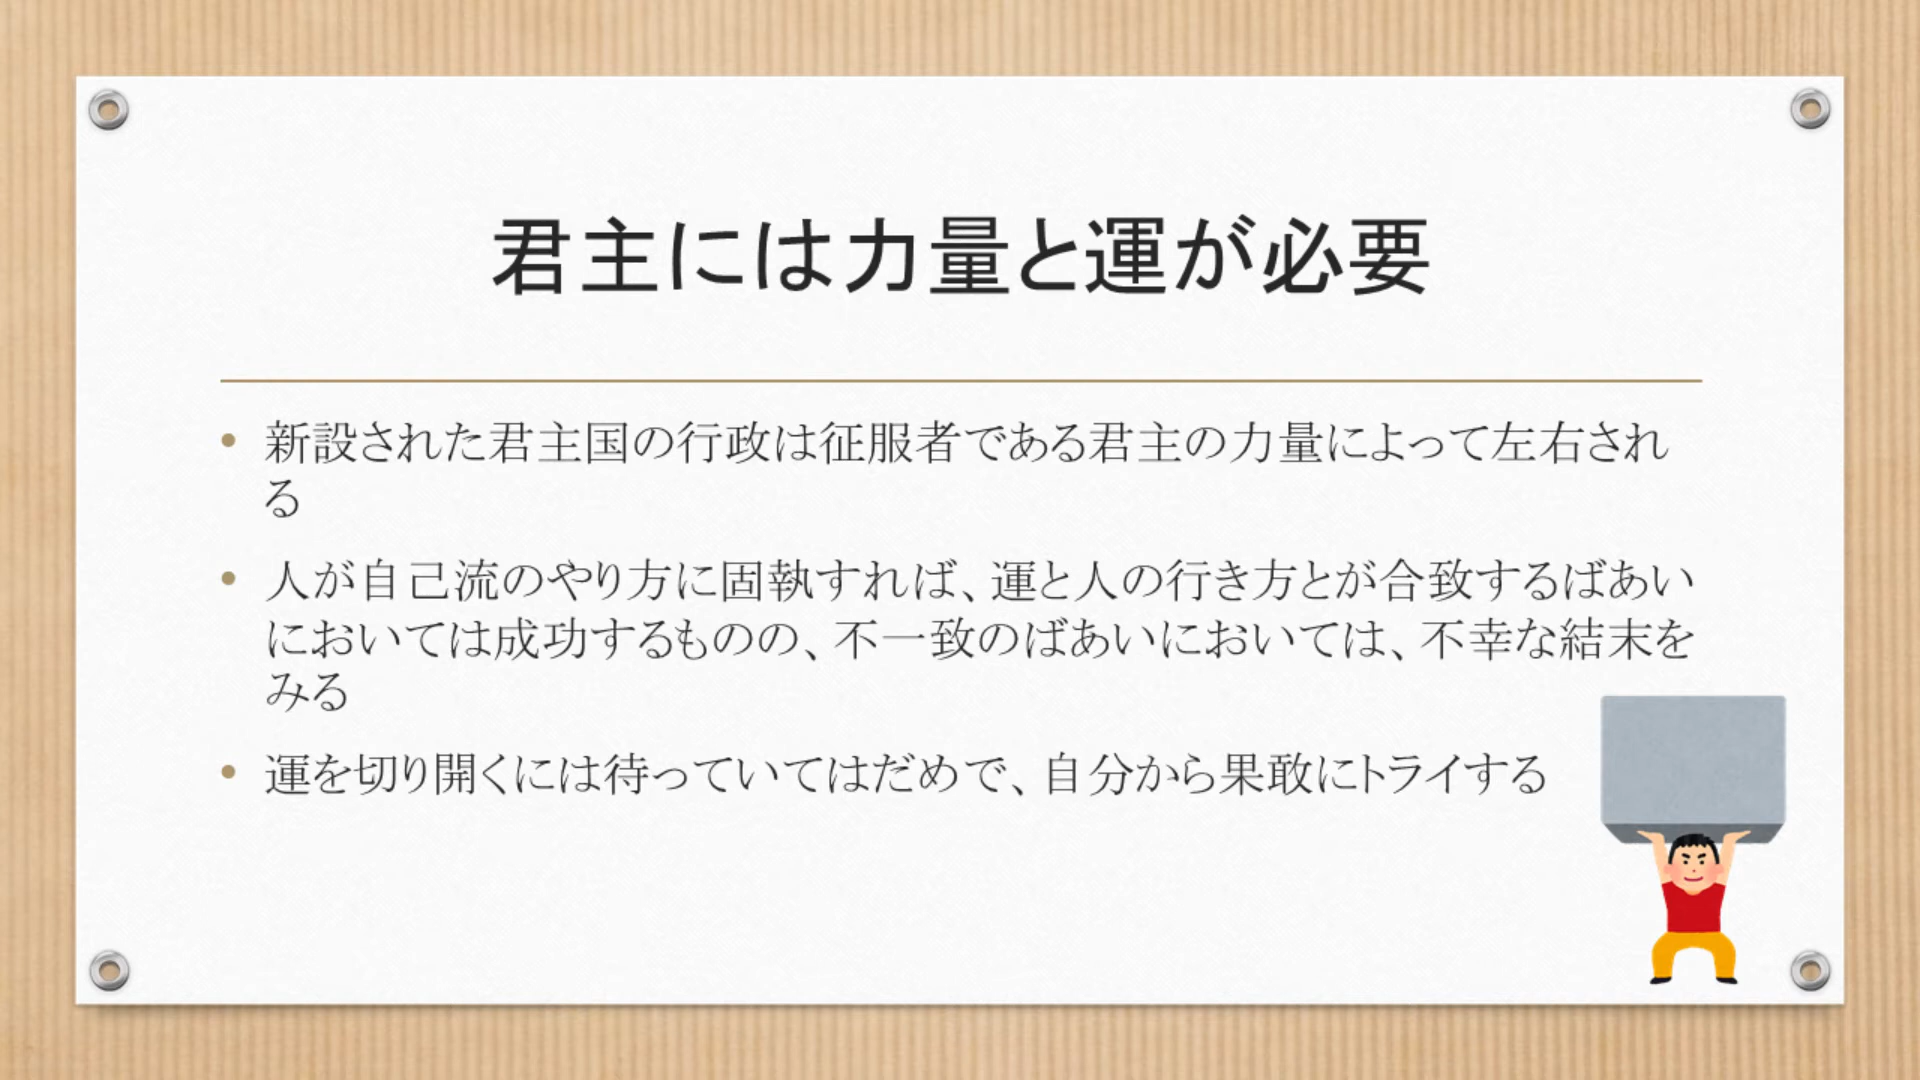 君主には力量と運が必要
• 新設された君主国の行政は征服者である君主の力量によって左右され
る
• 人が自己流のやり方に固執すれば、運と人の行き方とが合致するばあい
においては成功するものの、不一致のばあいにおいては、不幸な結末を
みる
• 運を切り開くには待っていてはだめで、自分から果敢にトライする